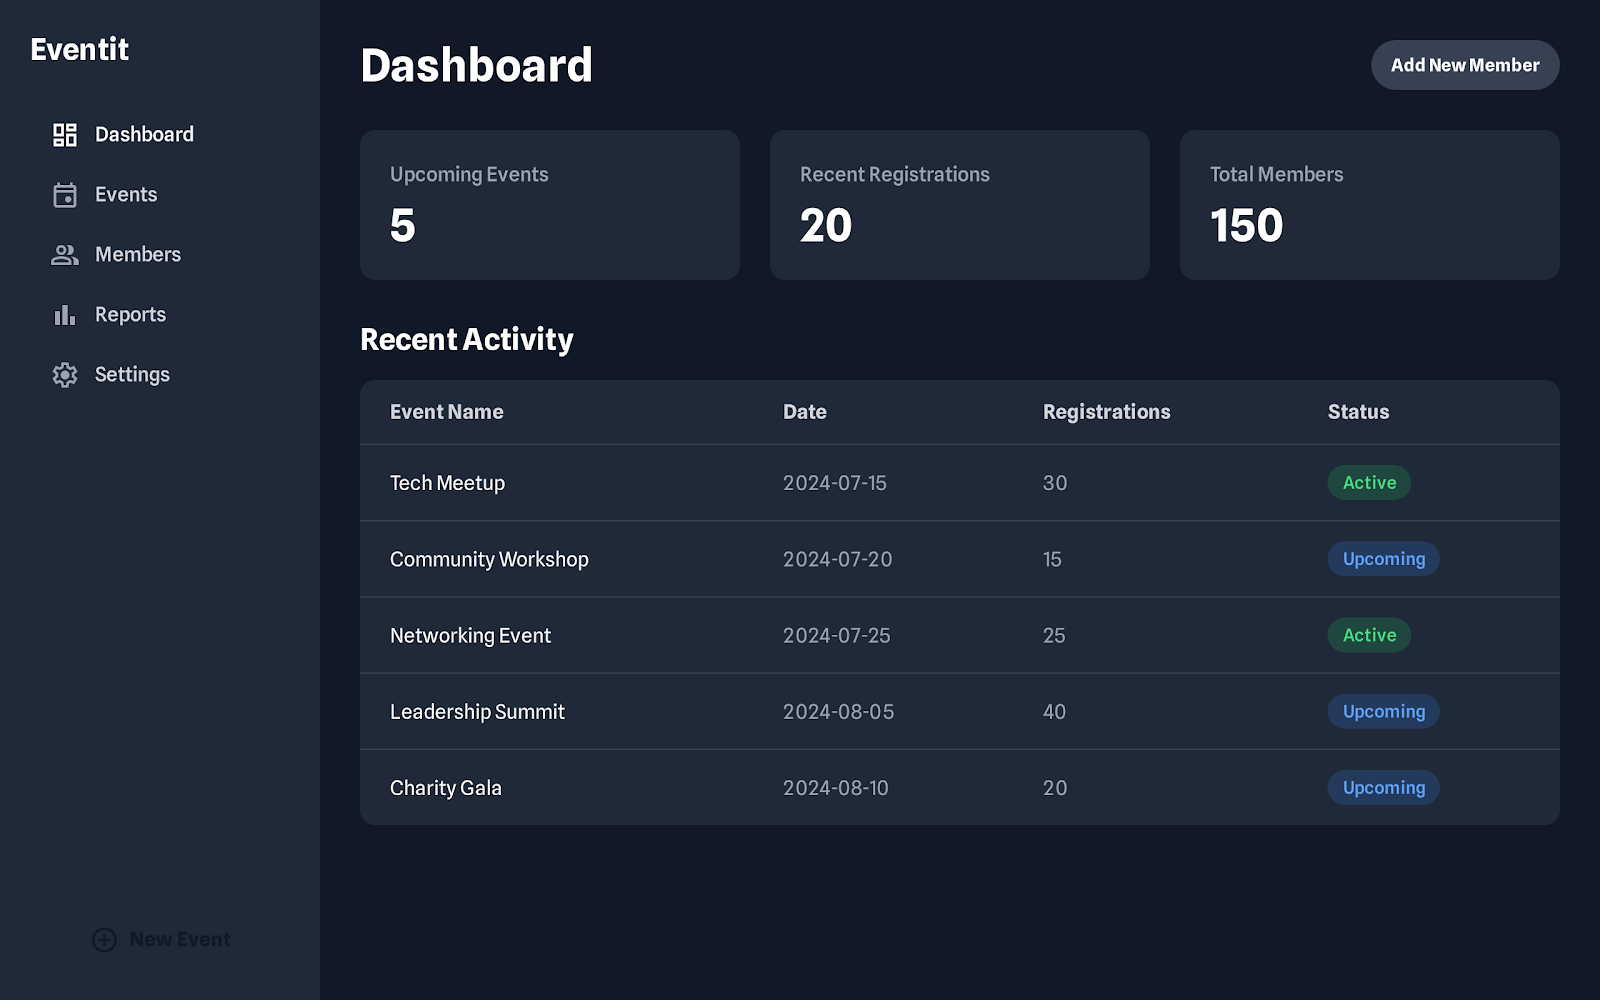 Eventit
Dashboard
Events
Members
Reports
Settings
New Event
Dashboard
Add New Member
Upcoming Events
5
Recent Registrations
20
Total Members
150
Recent Activity
Event Name Date Registrations Status
Tech Meetup 2024-07-15 30 Active
Community Workshop 2024-07-20 15 Upcoming
Networking Event 2024-07-25 25 Active
Leadership Summit 2024-08-05 40 Upcoming
Charity Gala 2024-08-10 20 Upcoming